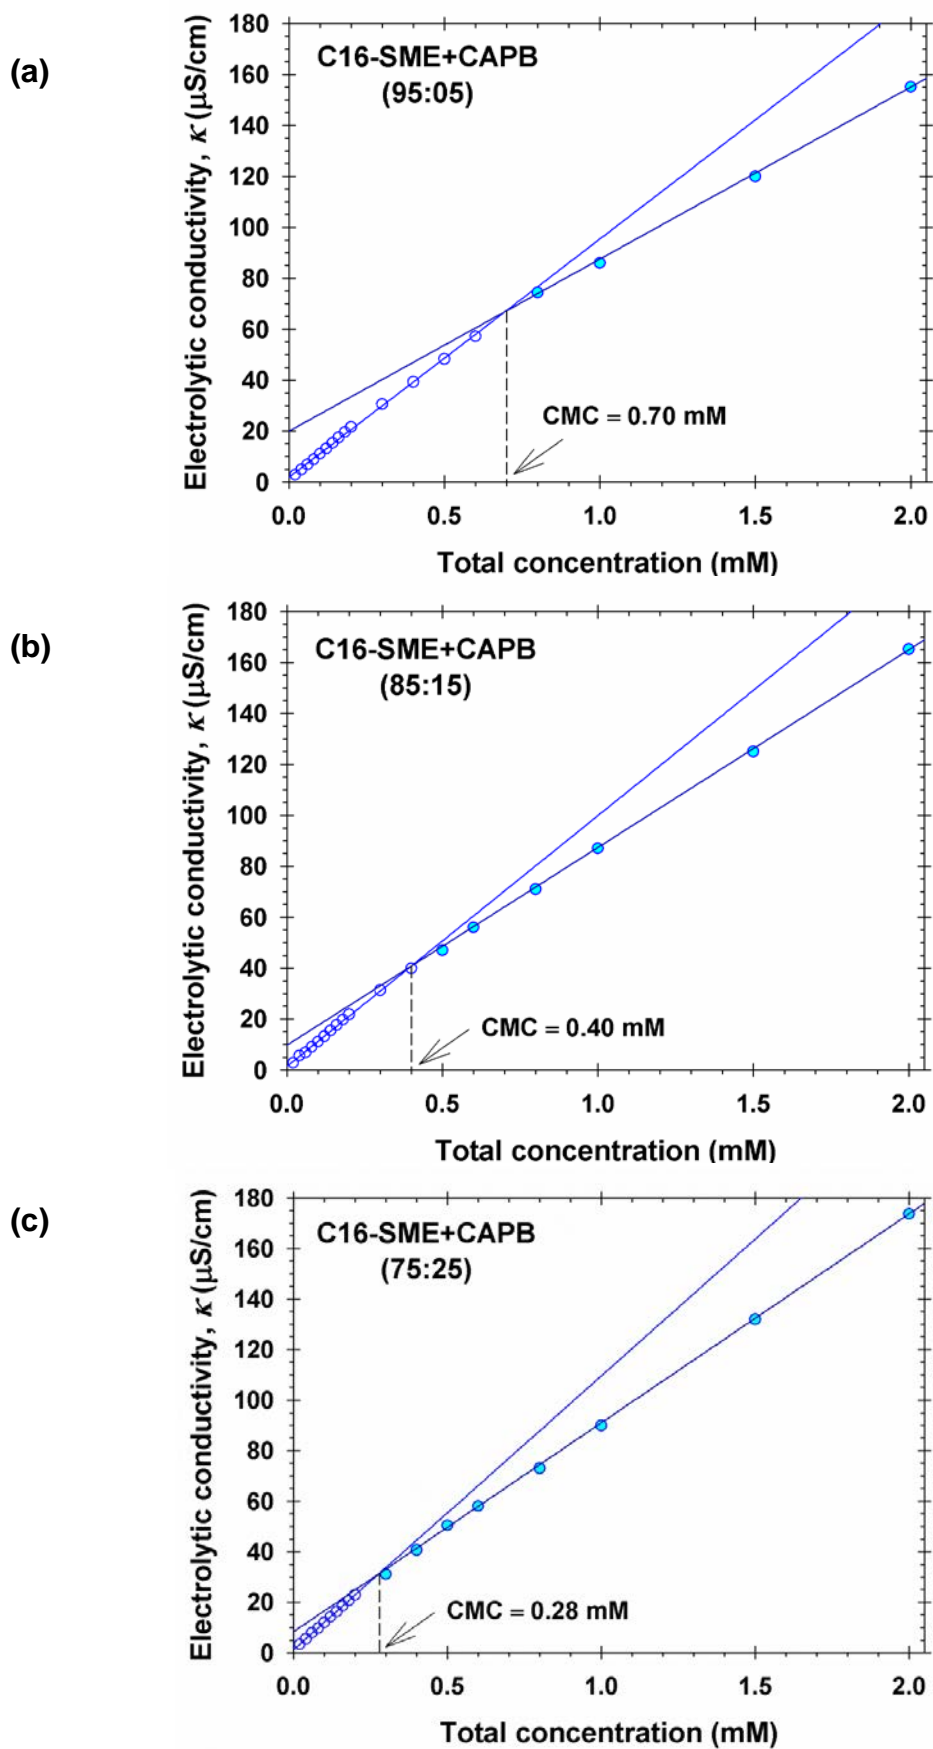 (a)
C16-SME+CAPB
(95:05)
Electrolytic conductivity, κ (μS/cm)
180
160
140
120
100
80
60
40
20
0
CMC = 0.70 mM
0.0 0.5 1.0 1.5 2.0
Total concentration (mM)
(b)
C16-SME+CAPB
(85:15)
Electrolytic conductivity, κ (μS/cm)
180
160
140
120
100
80
60
40
20
0
CMC = 0.40 mM
0.0 0.5 1.0 1.5 2.0
Total concentration (mM)
(c)
C16-SME+CAPB
(75:25)
Electrolytic conductivity, κ (μS/cm)
180
160
140
120
100
80
60
40
20
0
CMC = 0.28 mM
0.0 0.5 1.0 1.5 2.0
Total concentration (mM)